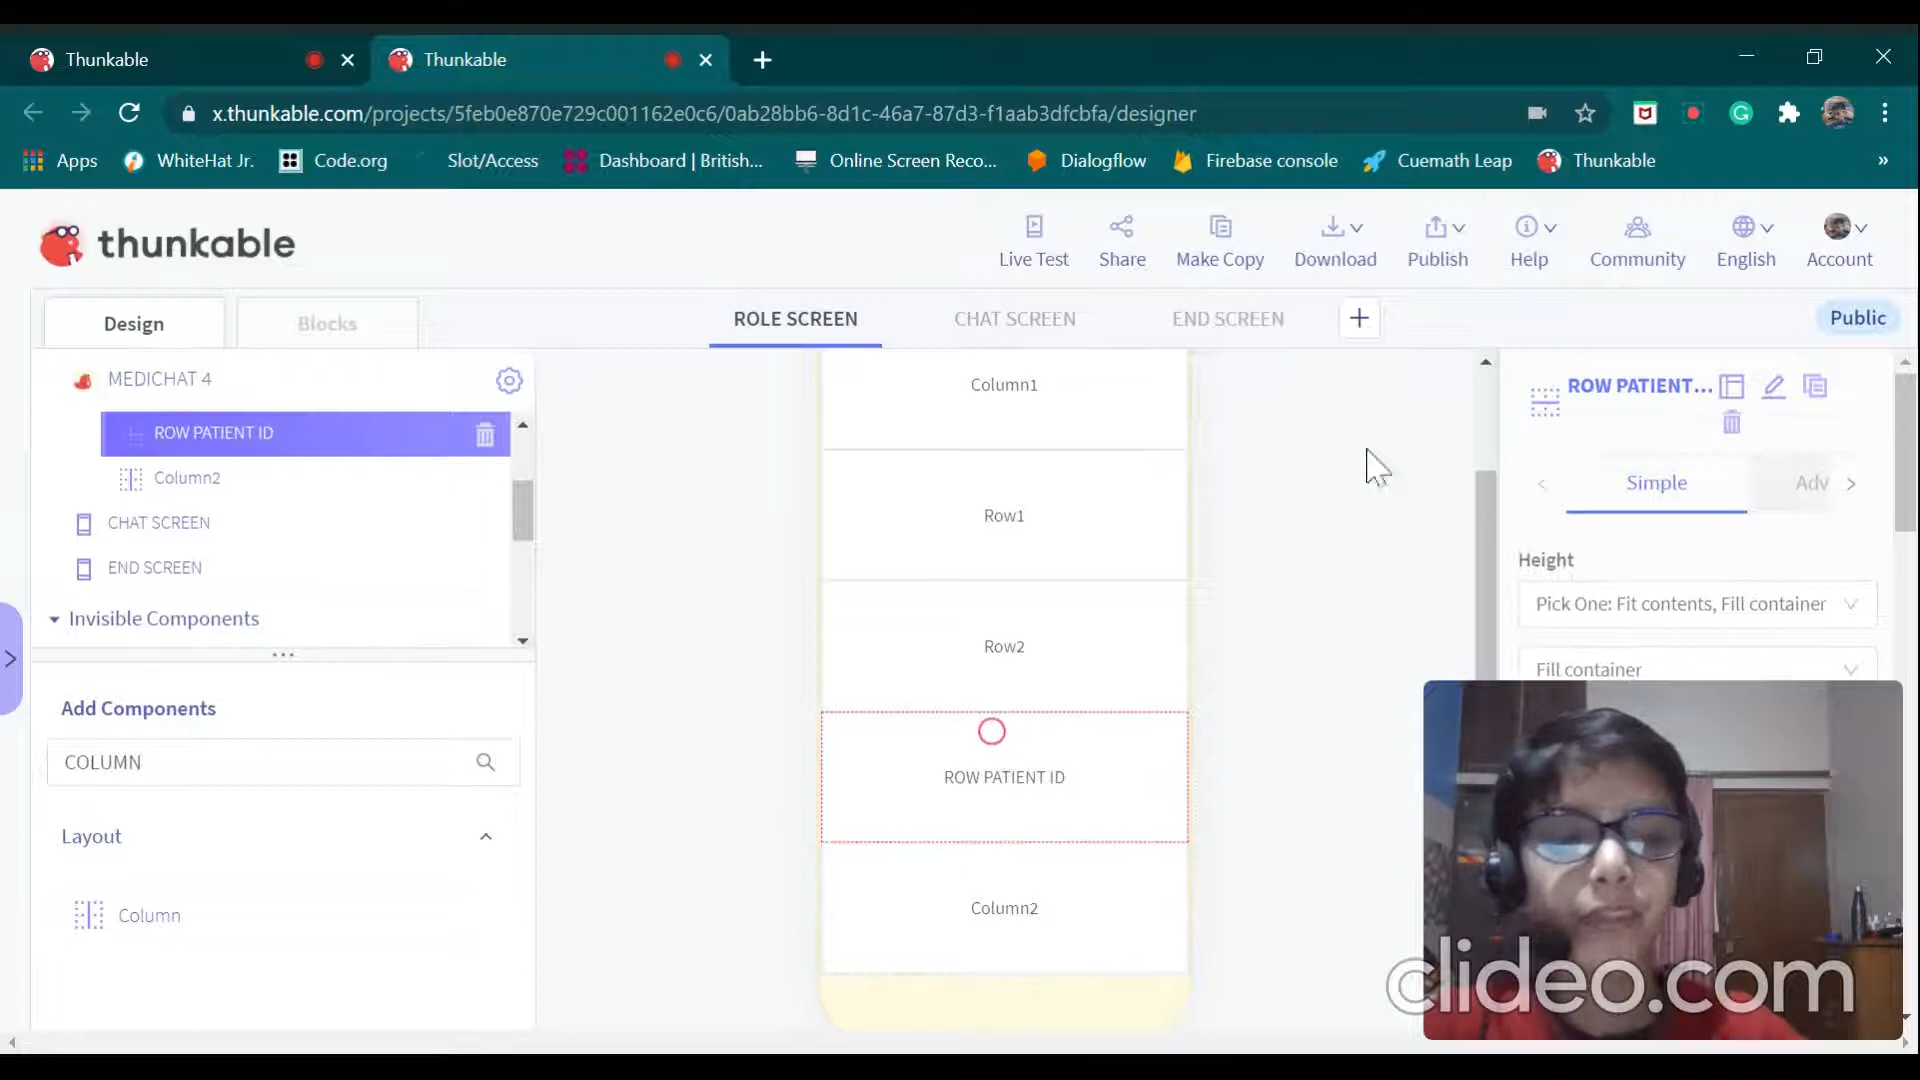 Thunkable
Thunkable
x.thunkable.com/projects/5feb0e870e729c001162e0c6/0ab28bb6-8d1c-46a7-87d3-f1aab3dfcbfa/designer
Apps
WhiteHat Jr.
Code.org
Slot/Access
Dashboard | British...
Online Screen Reco...
Dialogflow
Firebase console
Cuemath Leap
Thunkable
»
thunkable
Live Test
Share
Make Copy
Download
Publish
Help
Community
English
Account
Design
Blocks
ROLE SCREEN
CHAT SCREEN
END SCREEN
Public
MEDICHAT 4
ROW PATIENT ID
Column2
CHAT SCREEN
END SCREEN
Invisible Components
Add Components
COLUMN
Layout
Column
Column1
Row1
Row2
ROW PATIENT ID
Column2
ROW PATIENT...
Simple
Adv
Height
Pick One: Fit contents, Fill container
Fill container
clideo.com